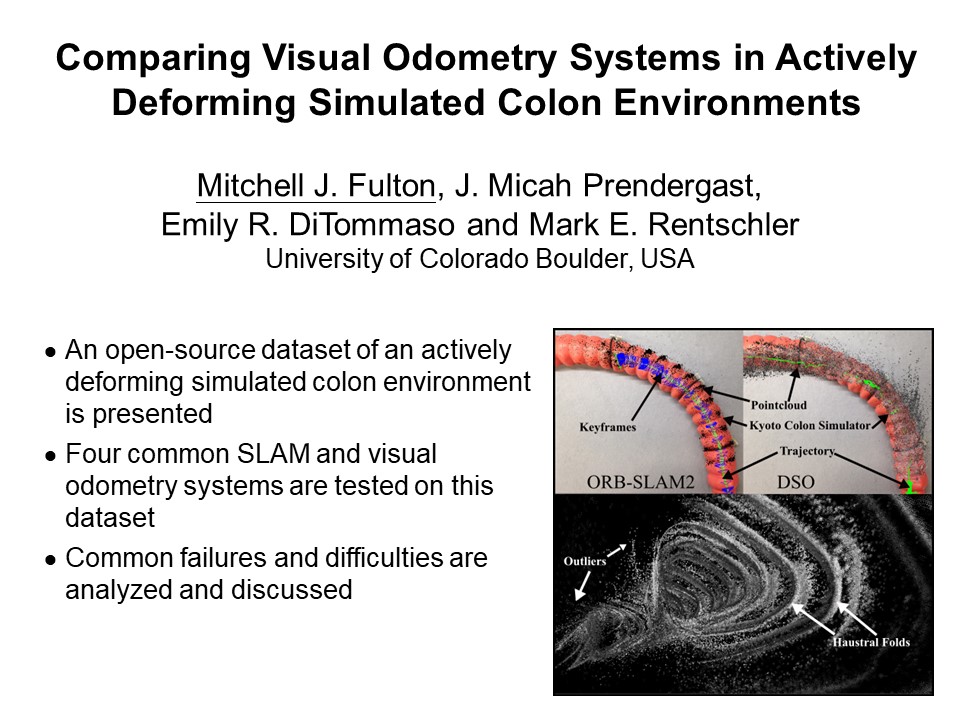 Comparing Visual Odometry Systems in Actively
Deforming Simulated Colon Environments
Mitchell J. Fulton, J. Micah Prendergast,
Emily R. DiTommaso and Mark E. Rentschler
University of Colorado Boulder, USA
● An open-source dataset of an actively
deforming simulated colon environment
is presented
● Four common SLAM and visual
odometry systems are tested on this
dataset
● Common failures and difficulties are
analyzed and discussed
Pointcloud
Keyframes
Kyoto Colon Simulator
Trajectory
ORB-SLAM2
DSO
Outliers
Haustral Folds